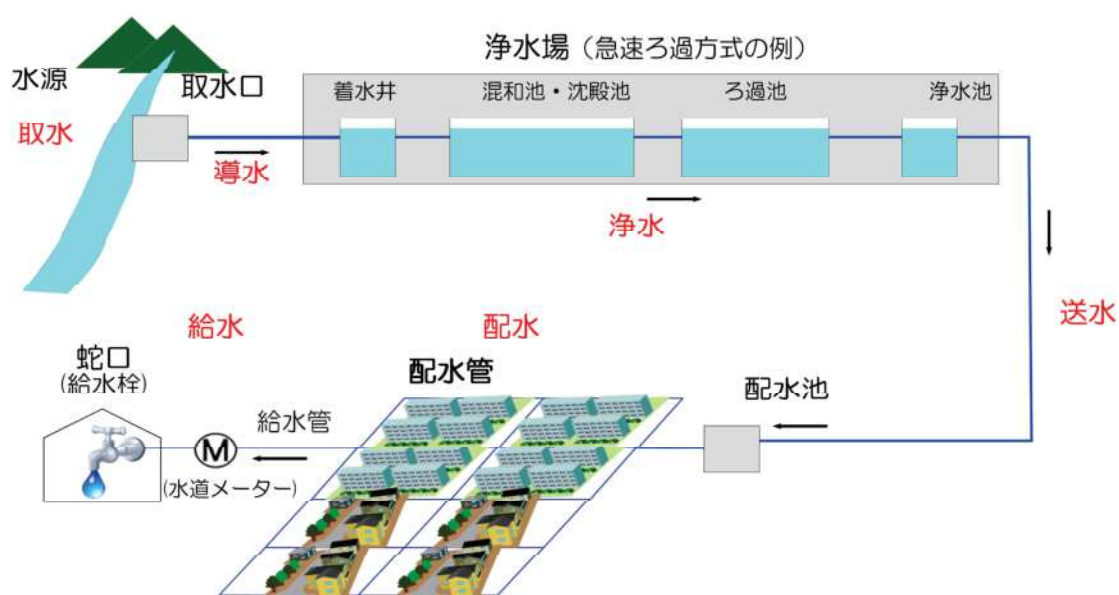 浄水場（急速ろ過方式の例）
水源
取水口
着水井
混和池・沈殿池
ろ過池
浄水池
取水
導水
浄水
送水
給水
配水
蛇口
(給水栓)
配水管
配水池
給水管
M
(水道メーター)